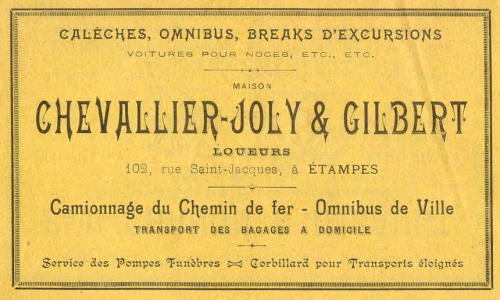 CALÈCHES, OMNIBUS, BREAKS D'EXCURSIONS
VOITURES POUR NOCES, ETC., ETC.
MAISON
CHEVALLIER-JOLY & GILBERT
LOUEURS
102, rue Saint-Jacques, à ÉTAMPES
Camionnage du Chemin de fer - Omnibus de Ville
TRANSPORT DES BAGAGES A DOMICILE
Service des Pompes Funèbres Corbillard pour Transports éloignés